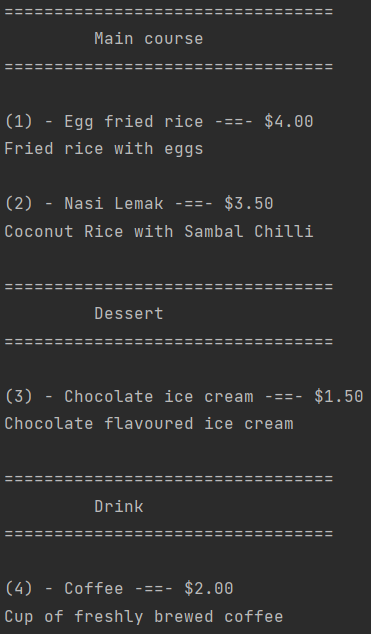 =================================
Main course
=================================
(1) - Egg fried rice -==- $4.00
Fried rice with eggs
(2) - Nasi Lemak -==- $3.50
Coconut Rice with Sambal Chilli
=================================
Dessert
=================================
(3) - Chocolate ice cream -==- $1.50
Chocolate flavoured ice cream
=================================
Drink
=================================
(4) - Coffee -==- $2.00
Cup of freshly brewed coffee